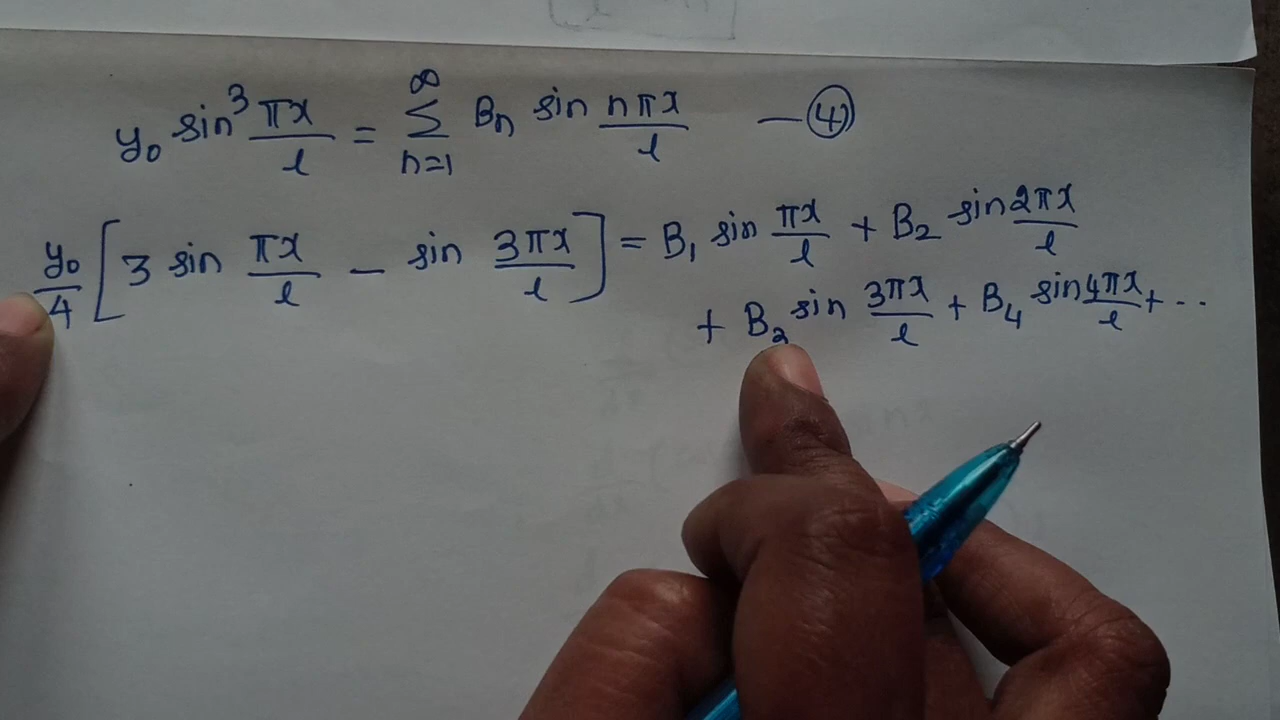 y₀ sin³ πx/l = ∞ Σ n=1 Bn sin nπx/l — ④
y₀/4 [3 sin πx/l − sin 3πx/l] = B₁ sin πx/l + B₂ sin 2πx/l
+ B₃ sin 3πx/l + B₄ sin 4πx/l + ...